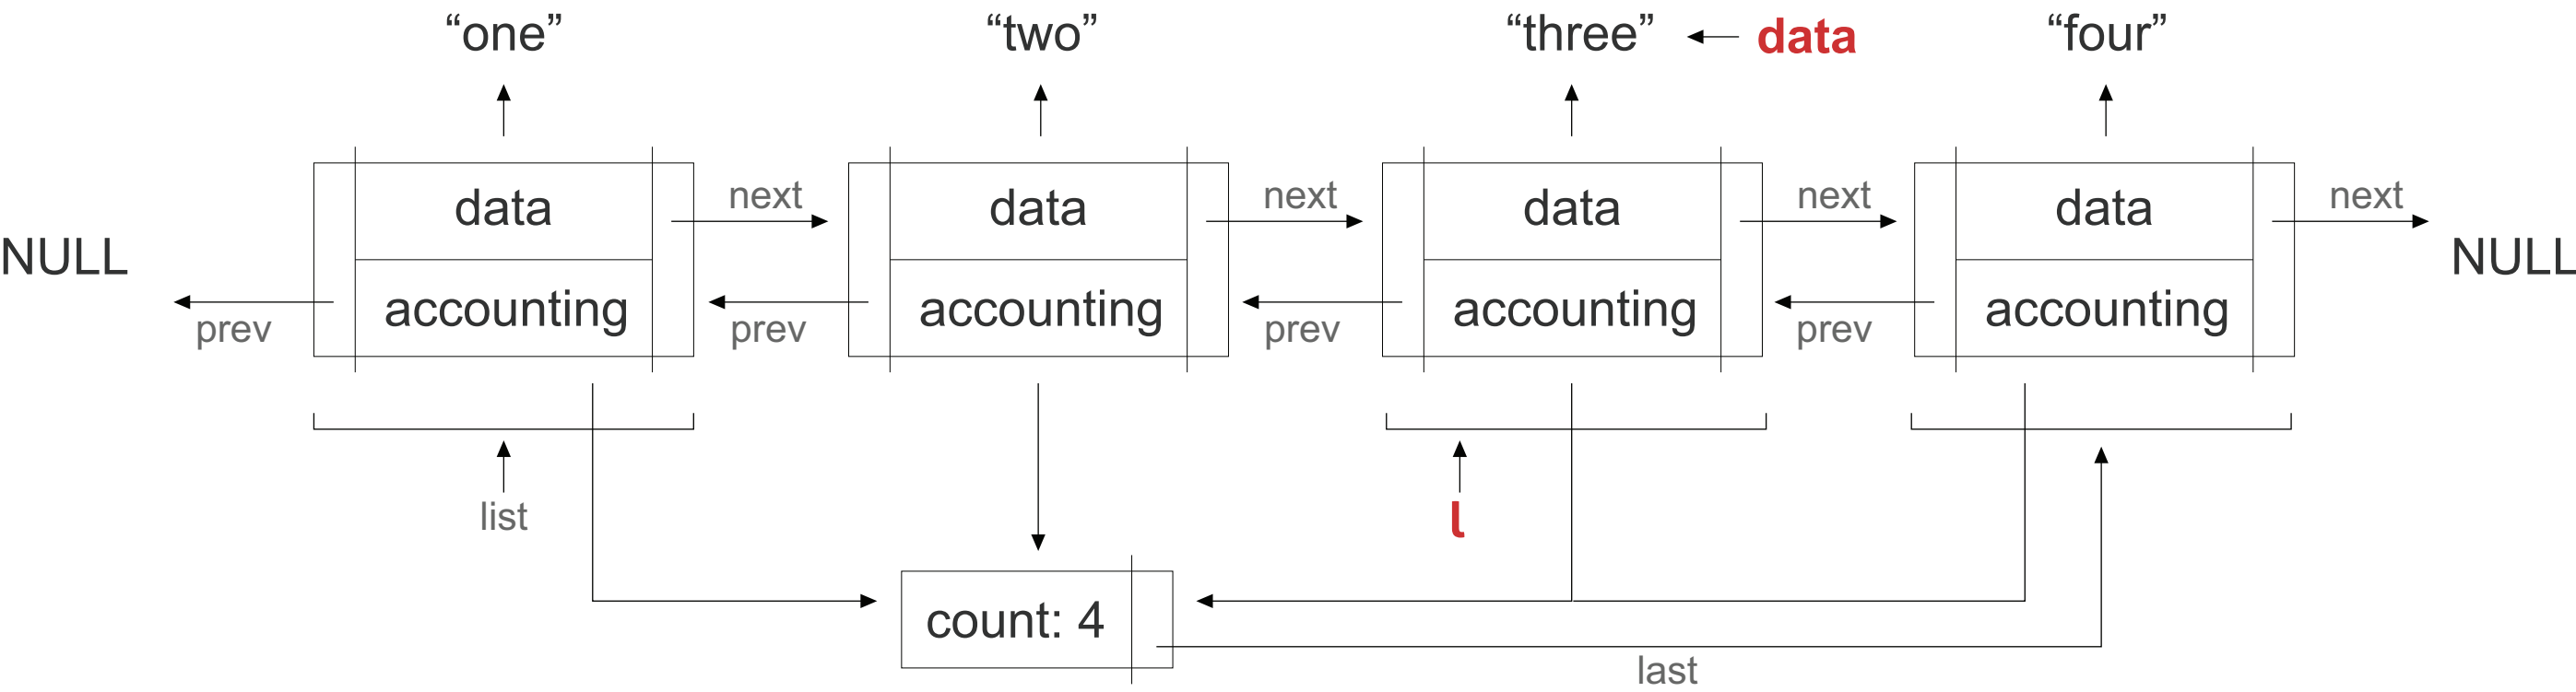 “one” “two” “three” data “four”
data next data next data next data next
NULL NULL
prev accounting prev accounting prev accounting prev accounting
list l
count: 4
last